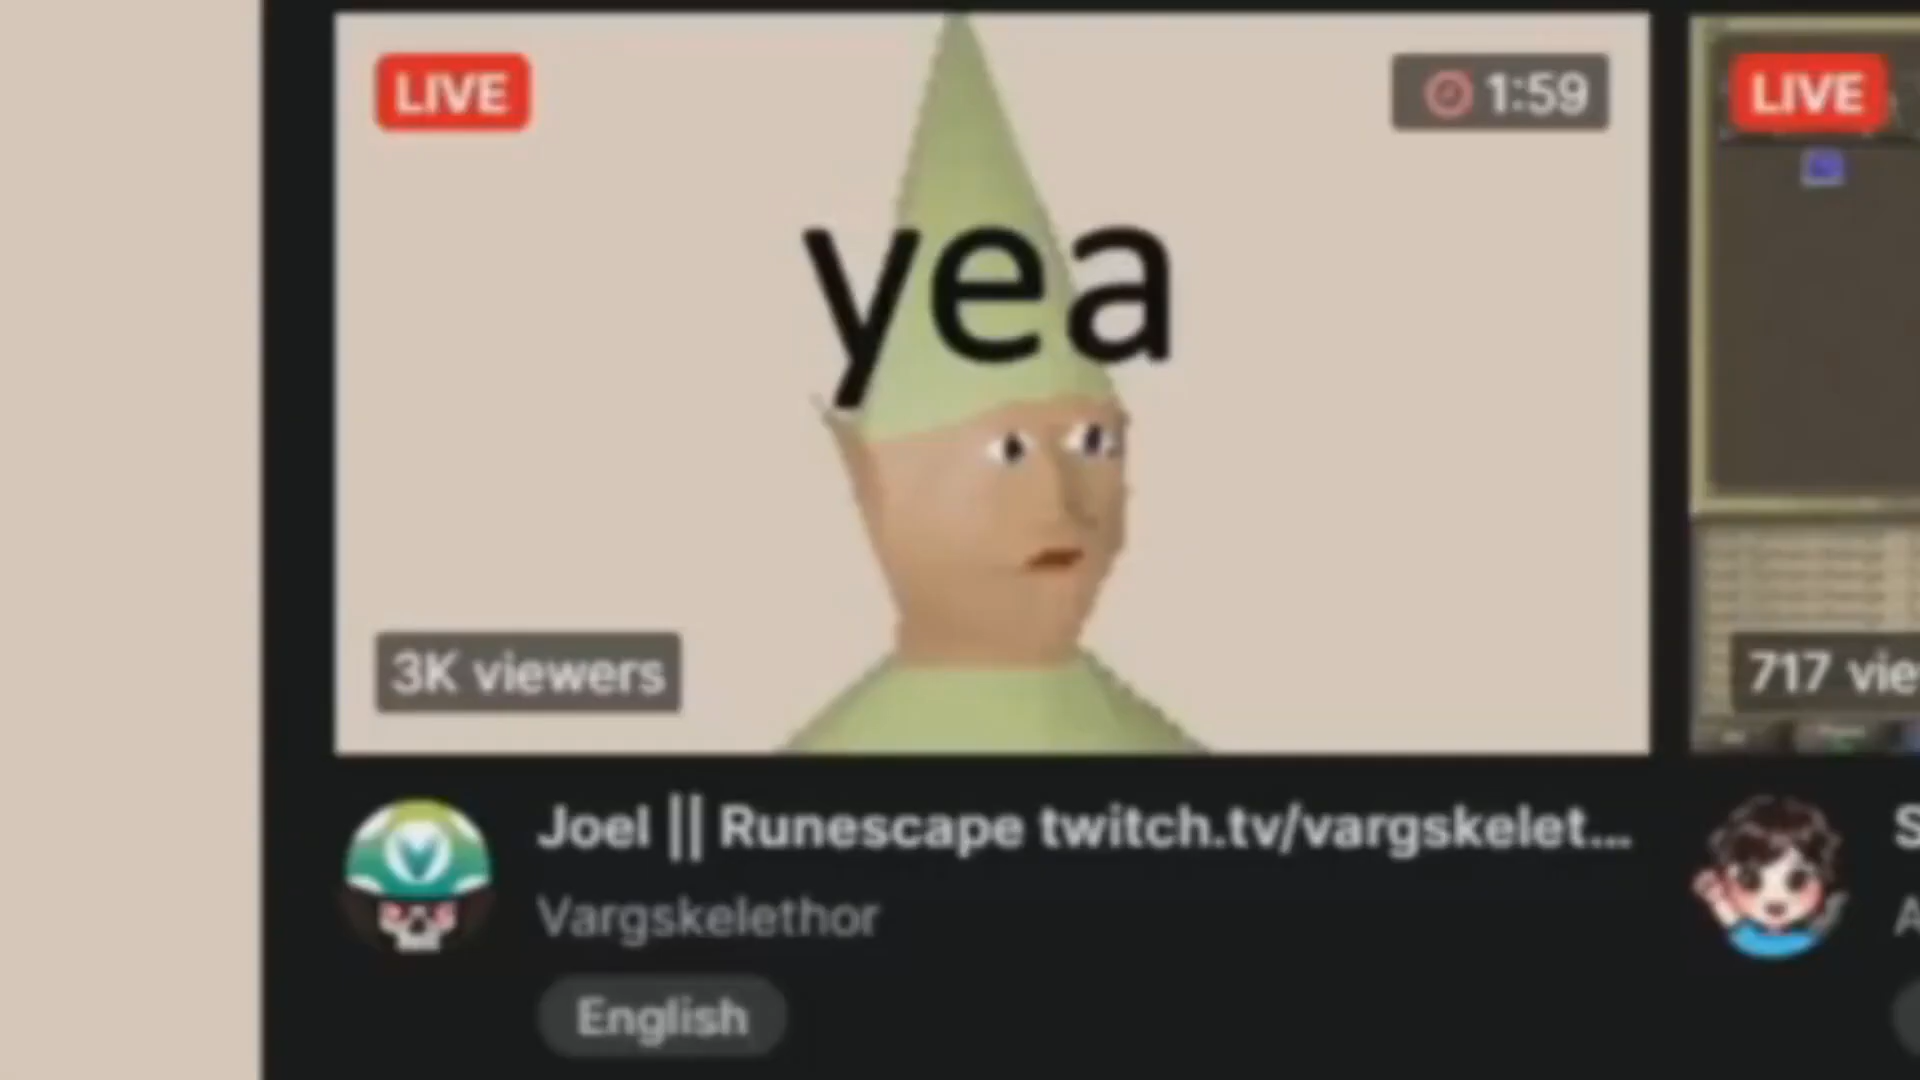 LIVE
1:59
LIVE
yea
3K viewers
717 vie
Joel || Runescape twitch.tv/vargskelet...
S
Vargskelethor
A
English